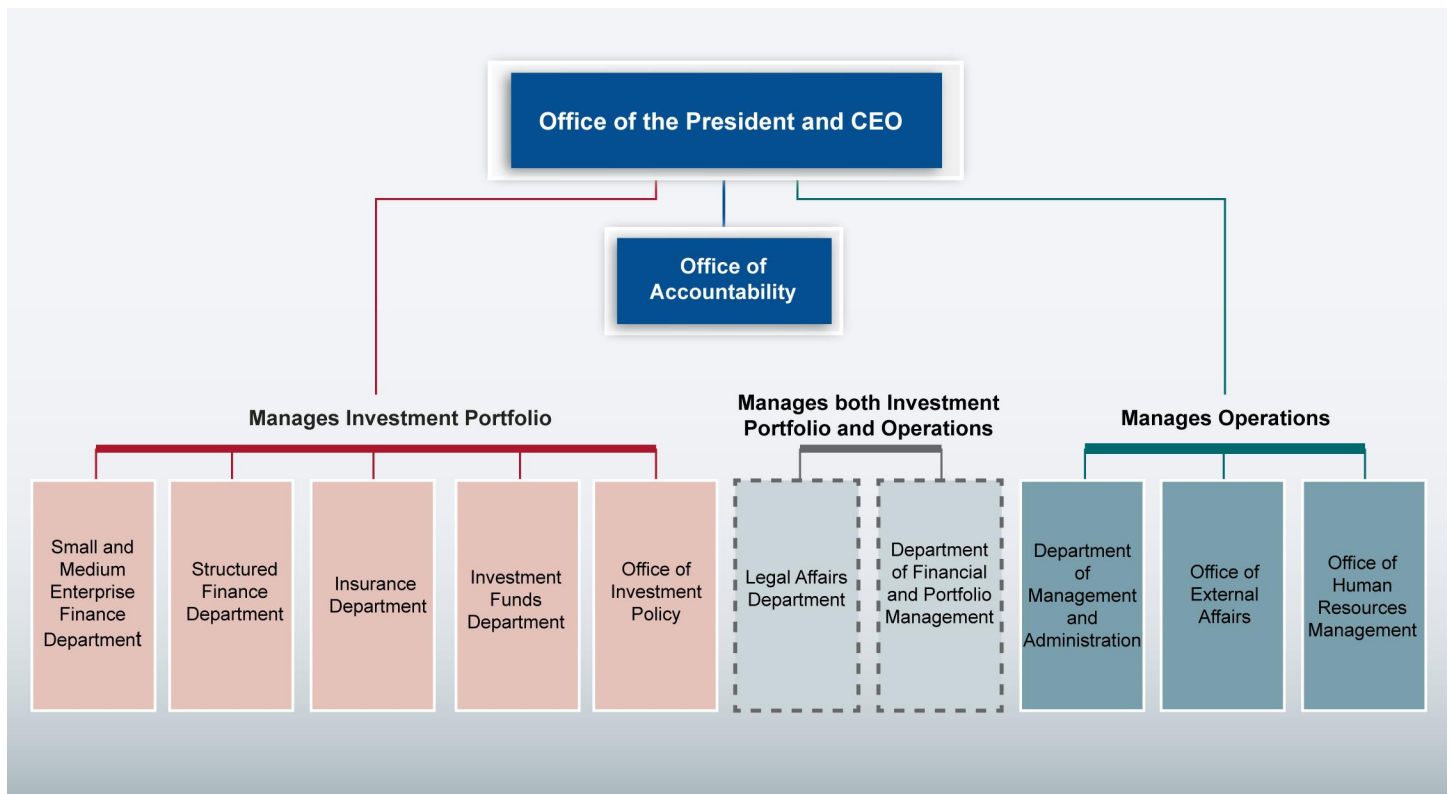 Office of the President and CEO
Office of
Accountability
Manages Investment Portfolio
Manages both Investment
Portfolio and Operations
Manages Operations
Small and
Medium
Enterprise
Finance
Department
Structured
Finance
Department
Insurance
Department
Investment
Funds
Department
Office of
Investment
Policy
Legal Affairs
Department
Department
of Financial
and Portfolio
Management
Department
of
Management
and
Administration
Office of
External
Affairs
Office of
Human
Resources
Management